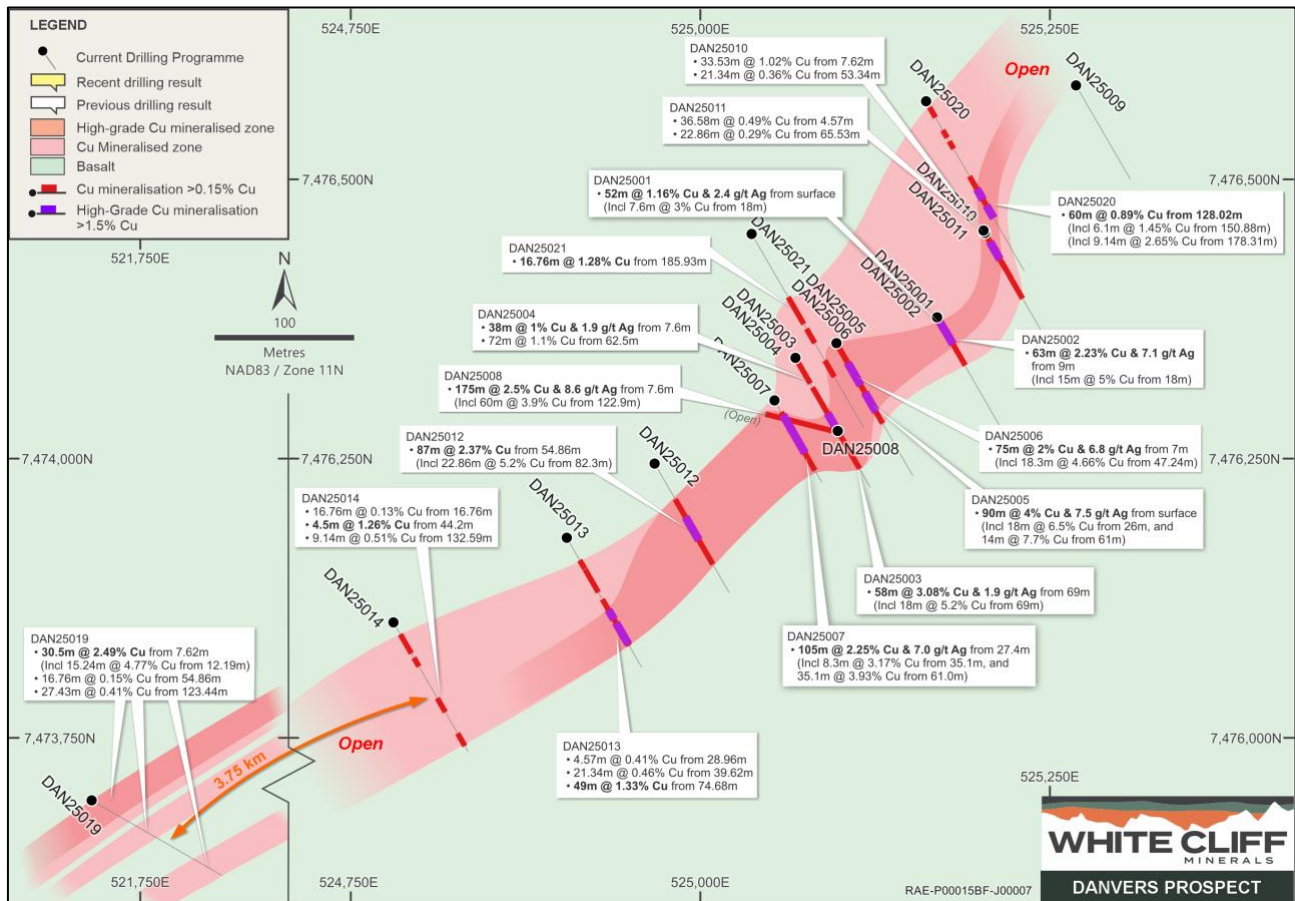 LEGEND
Current Drilling Programme
Recent drilling result
Previous drilling result
High-grade Cu mineralised zone
Cu Mineralised zone
Basalt
Cu mineralisation >0.15% Cu
High-Grade Cu mineralisation
>1.5% Cu
524,750E
525,000E
525,250E
521,750E
7,476,500N
7,476,500N
N
100
Metres
NAD83 / Zone 11N
DAN25010
• 33.53m @ 1.02% Cu from 7.62m
• 21.34m @ 0.36% Cu from 53.34m
DAN25011
• 36.58m @ 0.49% Cu from 4.57m
• 22.86m @ 0.29% Cu from 65.53m
DAN25001
• 52m @ 1.16% Cu & 2.4 g/t Ag from surface
(Incl 7.6m @ 3% Cu from 18m)
DAN25021
• 16.76m @ 1.28% Cu from 185.93m
DAN25004
• 38m @ 1% Cu & 1.9 g/t Ag from 7.6m
• 72m @ 1.1% Cu from 62.5m
DAN25008
• 175m @ 2.5% Cu & 8.6 g/t Ag from 7.6m
(Incl 60m @ 3.9% Cu from 122.9m)
DAN25012
• 87m @ 2.37% Cu from 54.86m
(Incl 22.86m @ 5.2% Cu from 82.3m)
DAN25014
• 16.76m @ 0.13% Cu from 16.76m
• 4.5m @ 1.26% Cu from 44.2m
• 9.14m @ 0.51% Cu from 132.59m
DAN25019
• 30.5m @ 2.49% Cu from 7.62m
(Incl 15.24m @ 4.77% Cu from 12.19m)
• 16.76m @ 0.15% Cu from 54.86m
• 27.43m @ 0.41% Cu from 123.44m
DAN25020
• 60m @ 0.89% Cu from 128.02m
(Incl 6.1m @ 1.45% Cu from 150.88m)
(Incl 9.14m @ 2.65% Cu from 178.31m)
DAN25002
• 63m @ 2.23% Cu & 7.1 g/t Ag
from 9m
(Incl 15m @ 5% Cu from 18m)
DAN25006
• 75m @ 2% Cu & 6.8 g/t Ag from 7m
(Incl 18.3m @ 4.66% Cu from 47.24m)
DAN25005
• 90m @ 4% Cu & 7.5 g/t Ag from surface
(Incl 18m @ 6.5% Cu from 26m, and
14m @ 7.7% Cu from 61m)
DAN25003
• 58m @ 3.08% Cu & 1.9 g/t Ag from 69m
(Incl 18m @ 5.2% Cu from 69m)
DAN25007
• 105m @ 2.25% Cu & 7.0 g/t Ag from 27.4m
(Incl 8.3m @ 3.17% Cu from 35.1m, and
35.1m @ 3.93% Cu from 61.0m)
DAN25013
• 4.57m @ 0.41% Cu from 28.96m
• 21.34m @ 0.46% Cu from 39.62m
• 49m @ 1.33% Cu from 74.68m
Open
DAN25009
DAN25020
DAN25010
DAN25011
DAN25001
DAN25002
DAN25021
DAN25005
DAN25006
DAN25003
DAN25004
DAN25007
(Open)
DAN25008
DAN25012
DAN25013
DAN25014
DAN25019
Open
3.75 km
7,474,000N
7,476,250N
7,476,250N
7,473,750N
7,476,000N
525,250E
521,750E
524,750E
525,000E
RAE-P00015BF-J00007
WHITE CLIFF
MINERALS
DANVERS PROSPECT